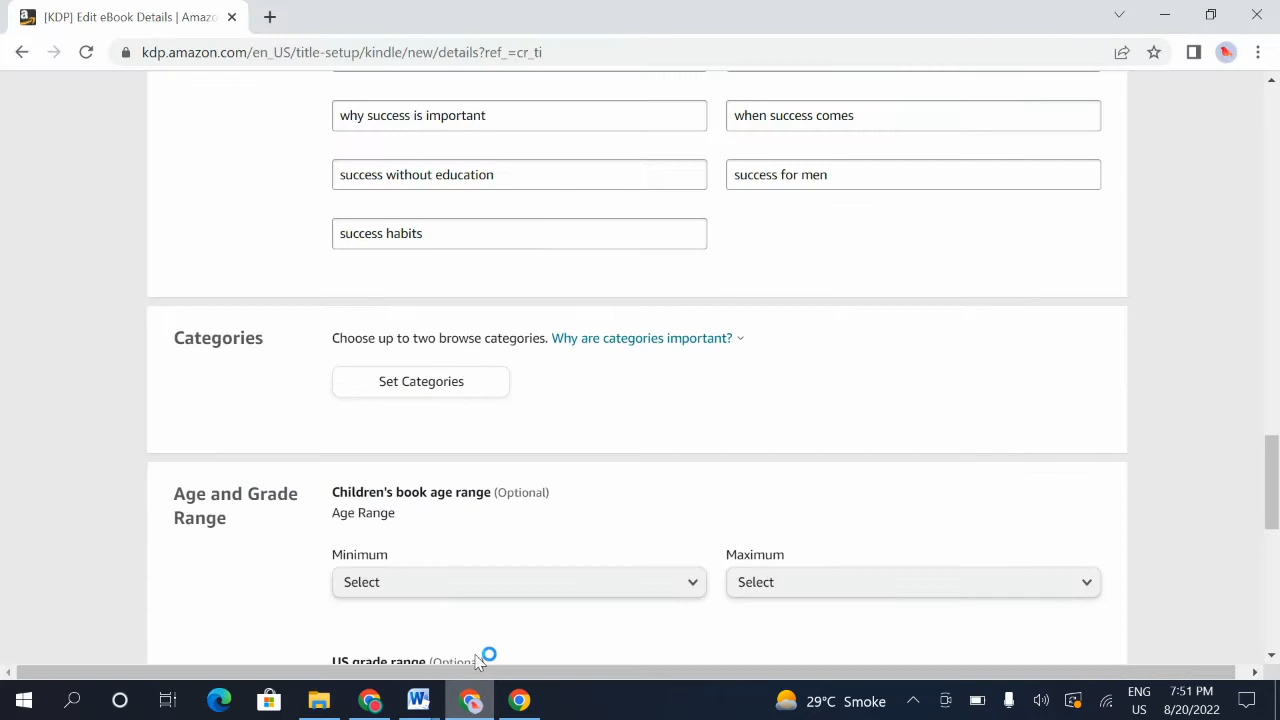 [KDP] Edit eBook Details | Amazo
kdp.amazon.com/en_US/title-setup/kindle/new/details?ref_=cr_ti
why success is important
when success comes
success without education
success for men
success habits
Categories
Choose up to two browse categories. Why are categories important?
Set Categories
Age and Grade
Range
Children's book age range (Optional)
Age Range
Minimum
Maximum
Select
Select
US grade range (Optional)
29°C Smoke
ENG
US
7:51 PM
8/20/2022